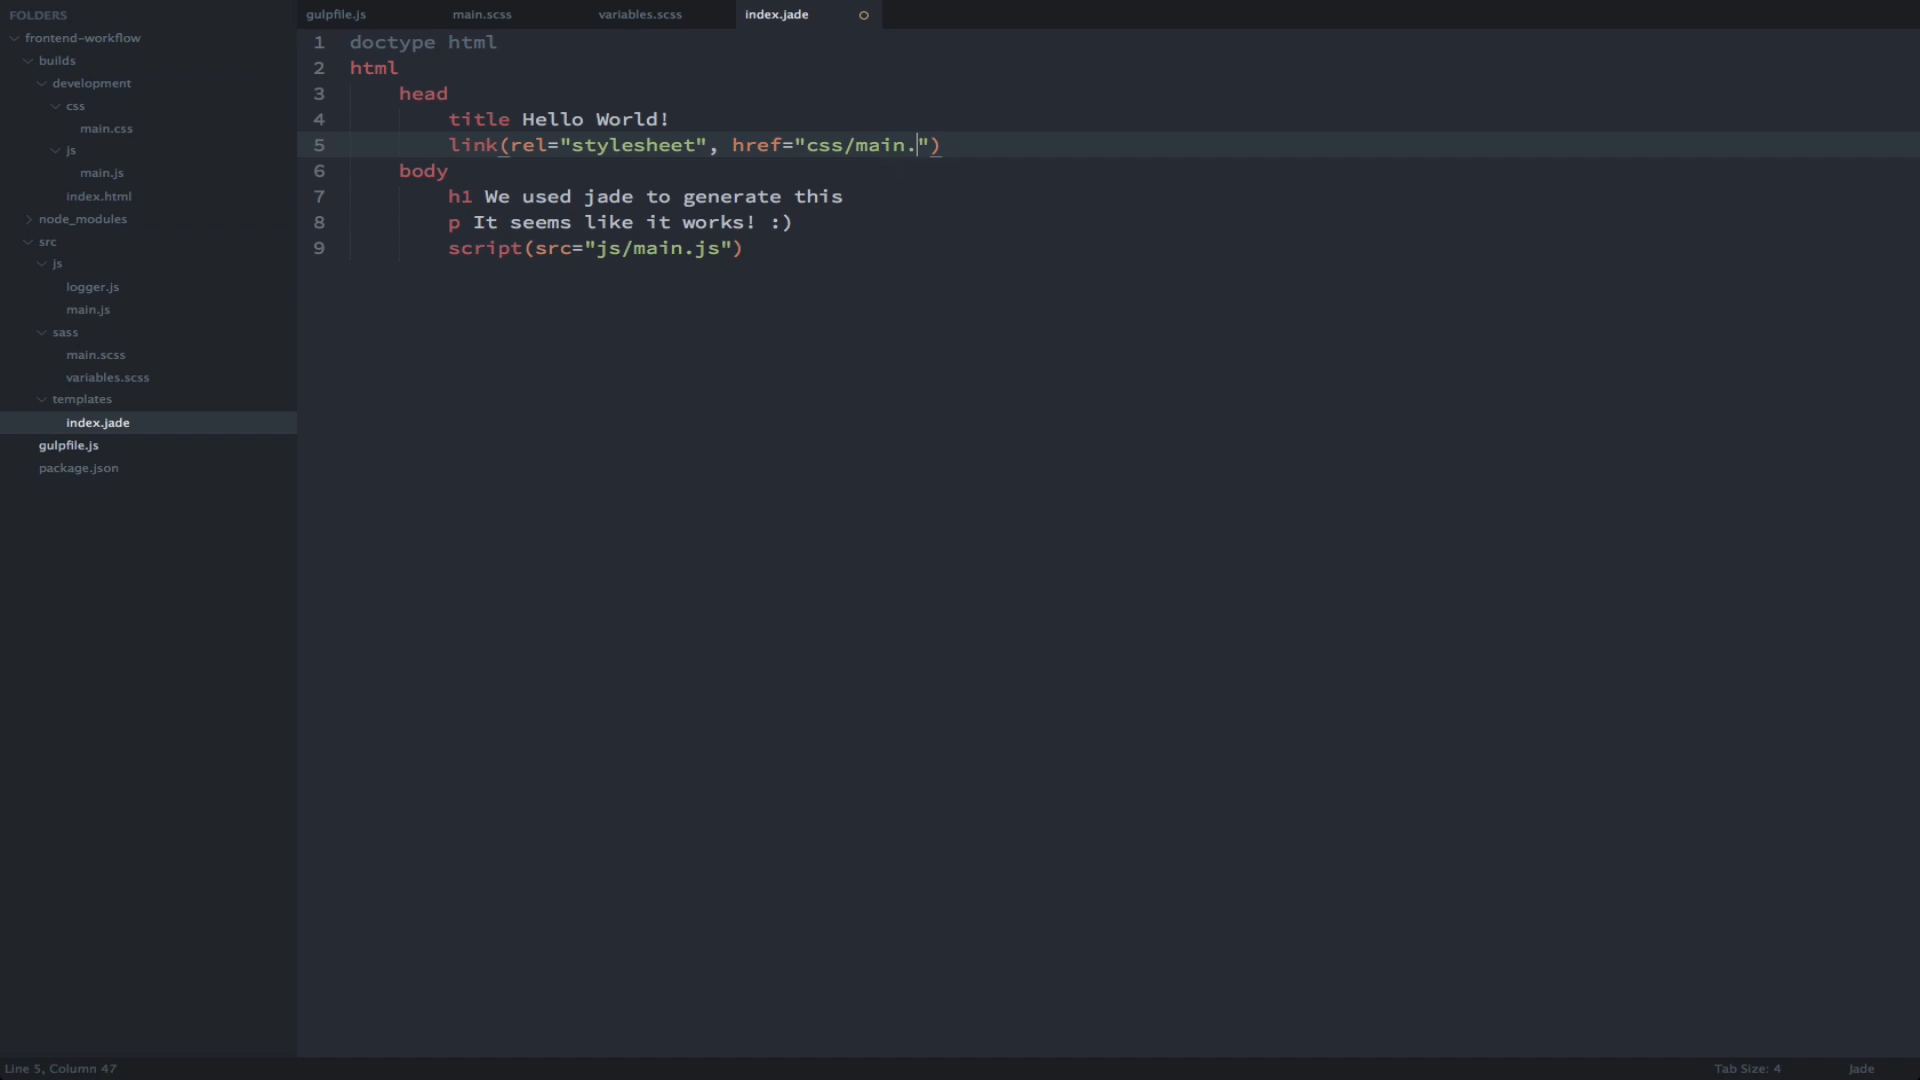 FOLDERS
frontend-workflow
builds
development
css
main.css
js
main.js
index.html
node_modules
src
js
logger.js
main.js
sass
main.scss
variables.scss
templates
index.jade
gulpfile.js
package.json
gulpfile.js main.scss variables.scss index.jade
1 doctype html
2 html
3 head
4 title Hello World!
5 link(rel="stylesheet", href="css/main.")
6 body
7 h1 We used jade to generate this
8 p It seems like it works! :)
9 script(src="js/main.js")
Line 5, Column 47 Tab Size: 4 Jade